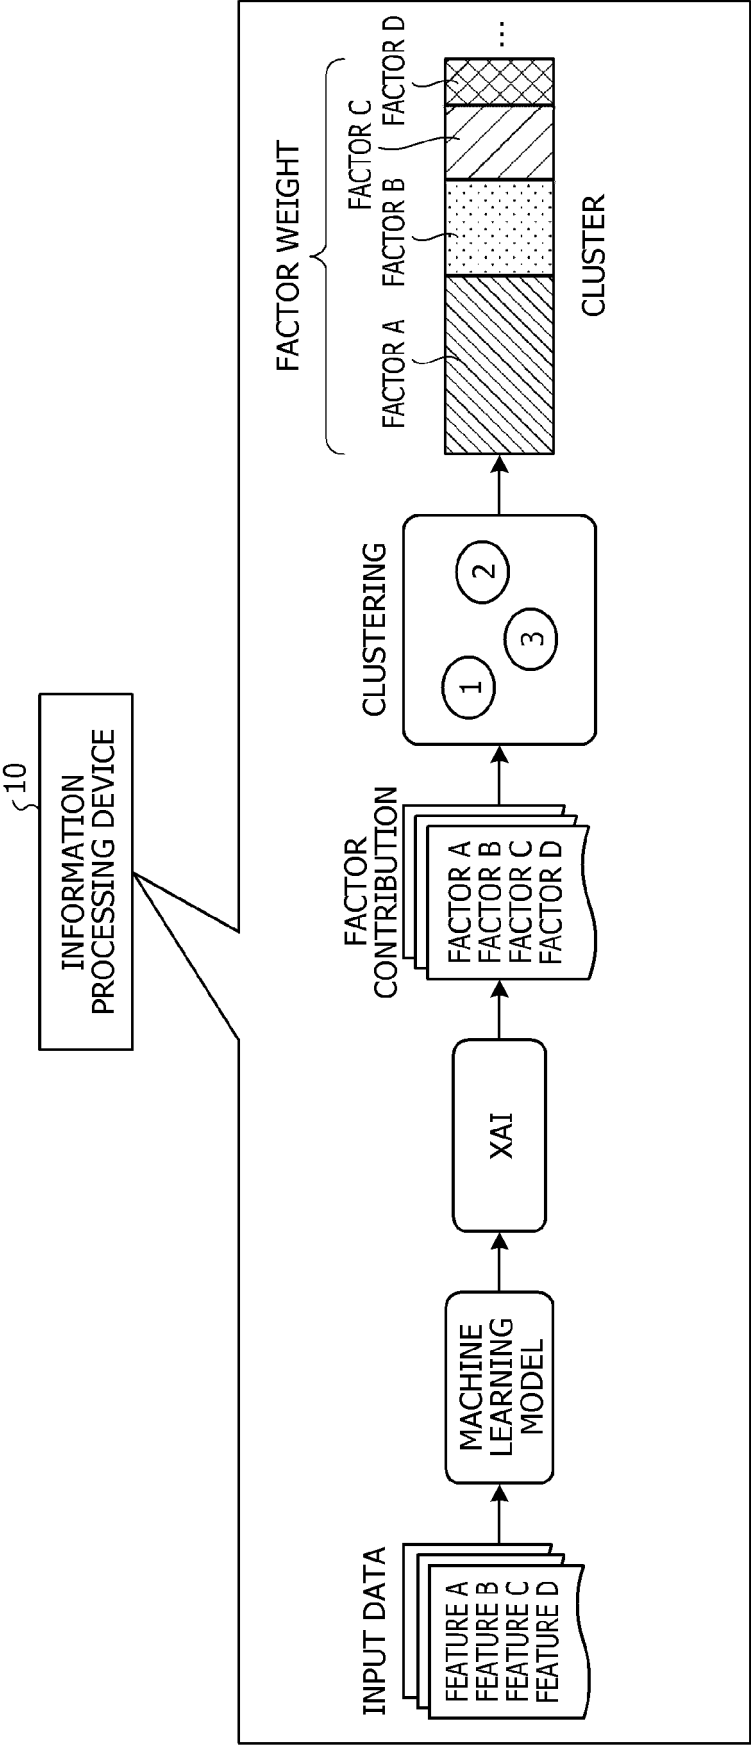 10
INFORMATION
PROCESSING DEVICE
INPUT DATA
FEATURE A
FEATURE B
FEATURE C
FEATURE D
MACHINE
LEARNING
MODEL
XAI
FACTOR
CONTRIBUTION
FACTOR A
FACTOR B
FACTOR C
FACTOR D
CLUSTERING
1
2
3
FACTOR WEIGHT
FACTOR A
FACTOR B
FACTOR C
FACTOR D
...
CLUSTER